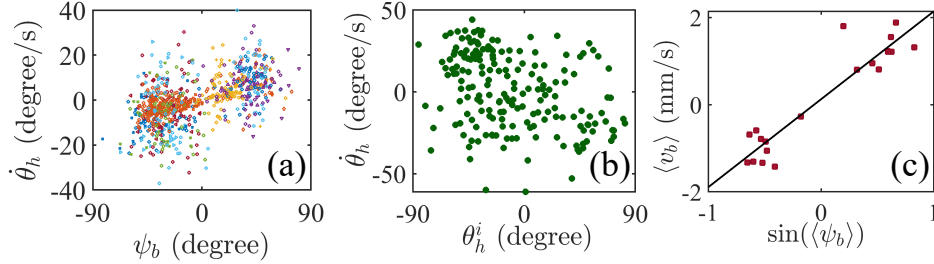 40
20
0
-20
-40
-90 0 90
θ̇_h (degree/s)
ψ_b (degree)
(a)
50
0
-50
-90 0 90
θ̇_h (degree/s)
θ_h^i (degree)
(b)
2
0
-2
-1 0 1
⟨v_b⟩ (mm/s)
sin(⟨ψ_b⟩)
(c)